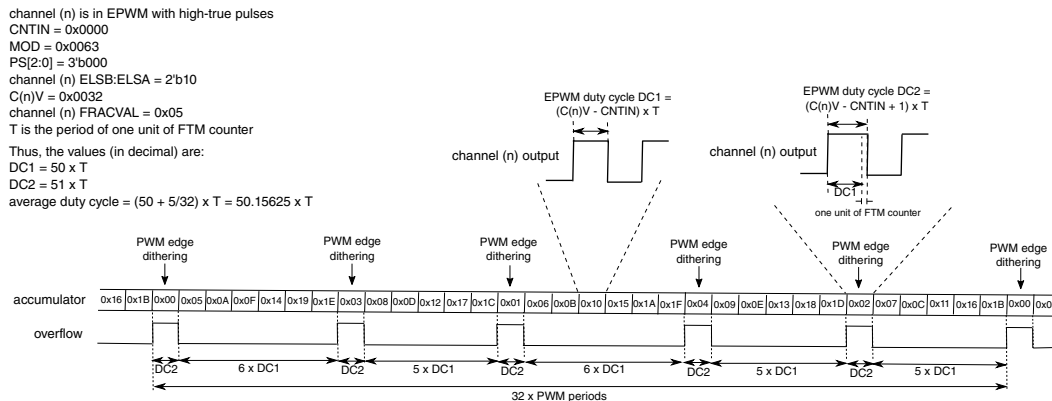 channel (n) is in EPWM with high-true pulses
CNTIN = 0x0000
MOD = 0x0063
PS[2:0] = 3'b000
channel (n) ELSB:ELSA = 2'b10
C(n)V = 0x0032
channel (n) FRACVAL = 0x05
T is the period of one unit of FTM counter
Thus, the values (in decimal) are:
DC1 = 50 x T
DC2 = 51 x T
average duty cycle = (50 + 5/32) x T = 50.15625 x T
EPWM duty cycle DC1 =
(C(n)V - CNTIN) x T
channel (n) output
EPWM duty cycle DC2 =
(C(n)V - CNTIN + 1) x T
channel (n) output
DC1
one unit of FTM counter
PWM edge
dithering
PWM edge
dithering
PWM edge
dithering
PWM edge
dithering
PWM edge
dithering
PWM edge
dithering
accumulator 0x16 0x1B 0x00 0x05 0x0A 0x0F 0x14 0x19 0x1E 0x03 0x08 0x0D 0x12 0x17 0x1C 0x01 0x06 0x0B 0x10 0x15 0x1A 0x1F 0x04 0x09 0x0E 0x13 0x18 0x1D 0x02 0x07 0x0C 0x11 0x16 0x1B 0x00 0x0
overflow
DC2 6 x DC1 DC2 5 x DC1 DC2 6 x DC1 DC2 5 x DC1 DC2 5 x DC1
32 x PWM periods